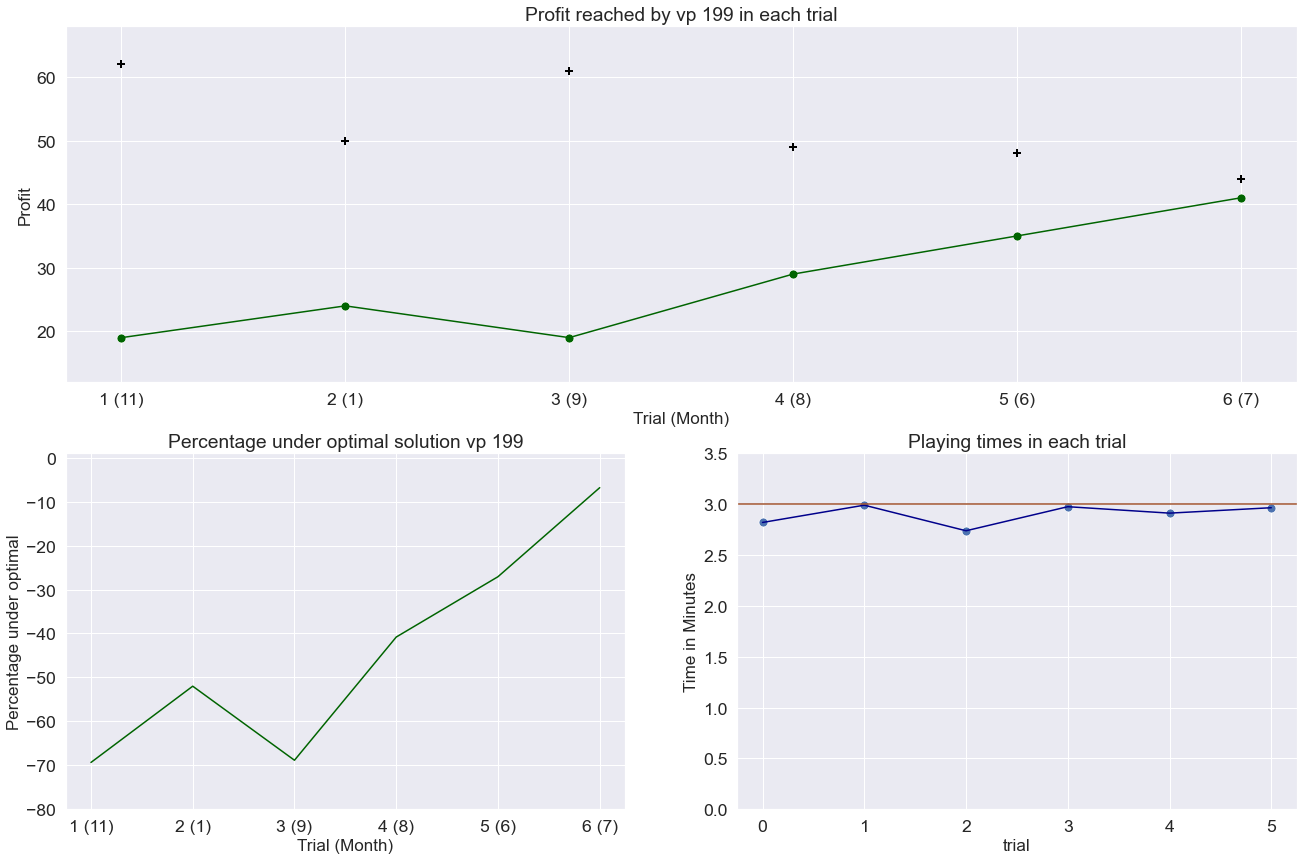 Profit reached by vp 199 in each trial
Profit
60
50
40
30
20
1 (11) 2 (1) 3 (9) 4 (8) 5 (6) 6 (7)
Trial (Month)
Percentage under optimal solution vp 199
Percentage under optimal
0
−10
−20
−30
−40
−50
−60
−70
−80
1 (11) 2 (1) 3 (9) 4 (8) 5 (6) 6 (7)
Trial (Month)
Playing times in each trial
Time in Minutes
3.5
3.0
2.5
2.0
1.5
1.0
0.5
0.0
0 1 2 3 4 5
trial